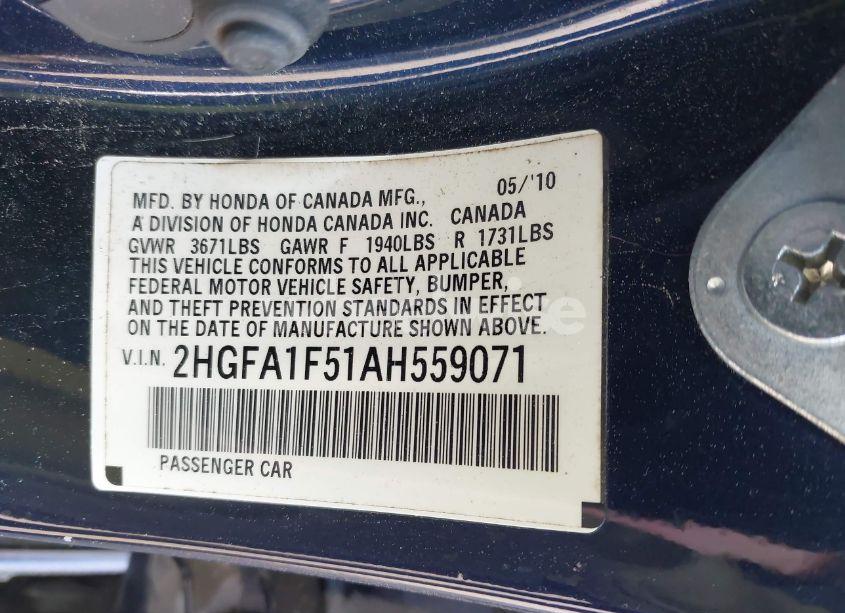 MFD. BY HONDA OF CANADA MFG., 05/'10
A DIVISION OF HONDA CANADA INC. CANADA
GVWR 3671LBS GAWR F 1940LBS R 1731LBS
THIS VEHICLE CONFORMS TO ALL APPLICABLE
FEDERAL MOTOR VEHICLE SAFETY, BUMPER,
AND THEFT PREVENTION STANDARDS IN EFFECT
ON THE DATE OF MANUFACTURE SHOWN ABOVE.
V.I.N. 2HGFA1F51AH559071
PASSENGER CAR